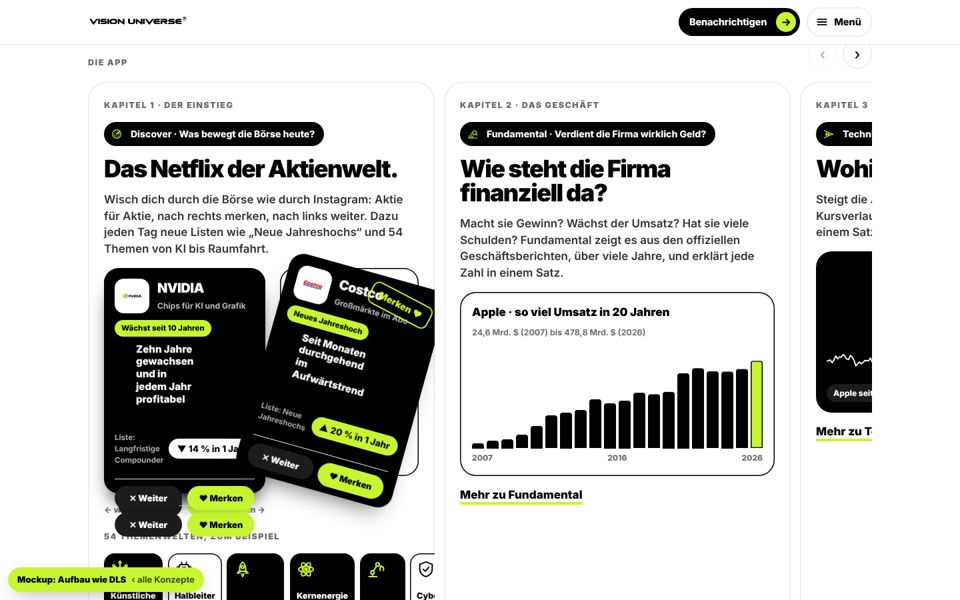 VISION UNIVERSE®
Benachrichtigen
Menü
DIE APP
KAPITEL 1 · DER EINSTIEG
Discover · Was bewegt die Börse heute?
Das Netflix der Aktienwelt.
Wisch dich durch die Börse wie durch Instagram: Aktie
für Aktie, nach rechts merken, nach links weiter. Dazu
jeden Tag neue Listen wie „Neue Jahreshochs“ und 54
Themen von KI bis Raumfahrt.
NVIDIA
NVIDIA
Chips für KI und Grafik
Wächst seit 10 Jahren
Zehn Jahre
gewachsen
und in
jedem Jahr
profitabel
Liste:
Langfristige
Compounder
▼ 14 % in 1 Ja
✕ Weiter
♥ Merken
✕ Weiter
♥ Merken
COSTCO
Costco
Merken ♥
Großmärkte im Abo
Neues Jahreshoch
Seit Monaten
durchgehend
im
Aufwärtstrend
Liste: Neue
Jahreshochs
▲ 20 % in 1 Jahr
✕ Weiter
♥ Merken
54 THEMENWELTEN, ZUM BEISPIEL
Künstliche
Halbleiter
Kernenergie
Cybe
KAPITEL 2 · DAS GESCHÄFT
Fundamental · Verdient die Firma wirklich Geld?
Wie steht die Firma
finanziell da?
Macht sie Gewinn? Wächst der Umsatz? Hat sie viele
Schulden? Fundamental zeigt es aus den offiziellen
Geschäftsberichten, über viele Jahre, und erklärt jede
Zahl in einem Satz.
Apple · so viel Umsatz in 20 Jahren
24,6 Mrd. $ (2007) bis 478,8 Mrd. $ (2026)
2007
2016
2026
Mehr zu Fundamental
KAPITEL 3
Techn
Wohi
Steigt die
Kursverlau
einem Satz
Apple seit
Mehr zu Te
Mockup: Aufbau wie DLS ‹ alle Konzepte